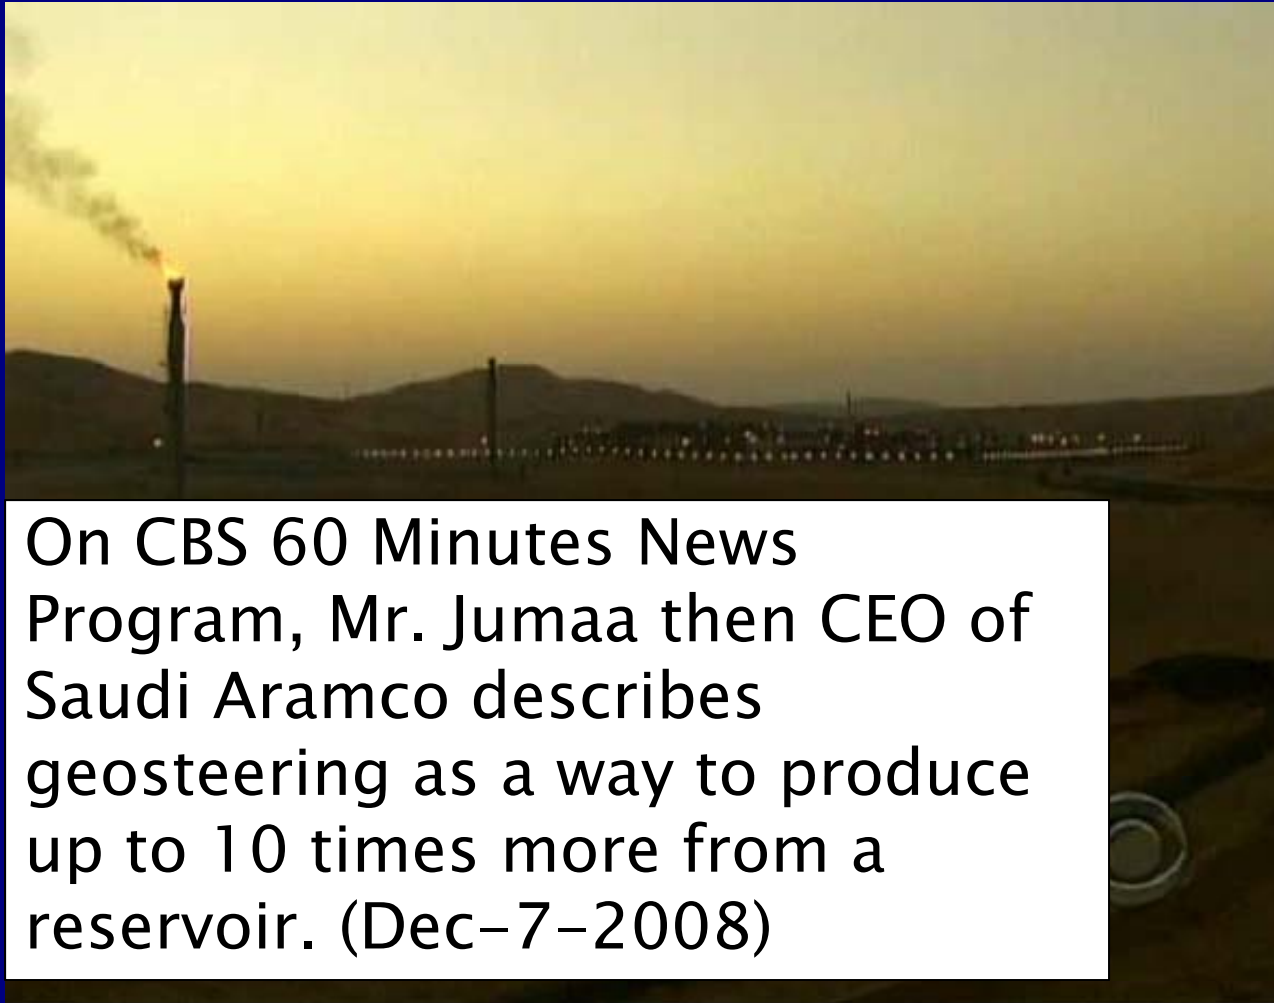 On CBS 60 Minutes News
Program, Mr. Jumaa then CEO of
Saudi Aramco describes
geosteering as a way to produce
up to 10 times more from a
reservoir. (Dec-7-2008)